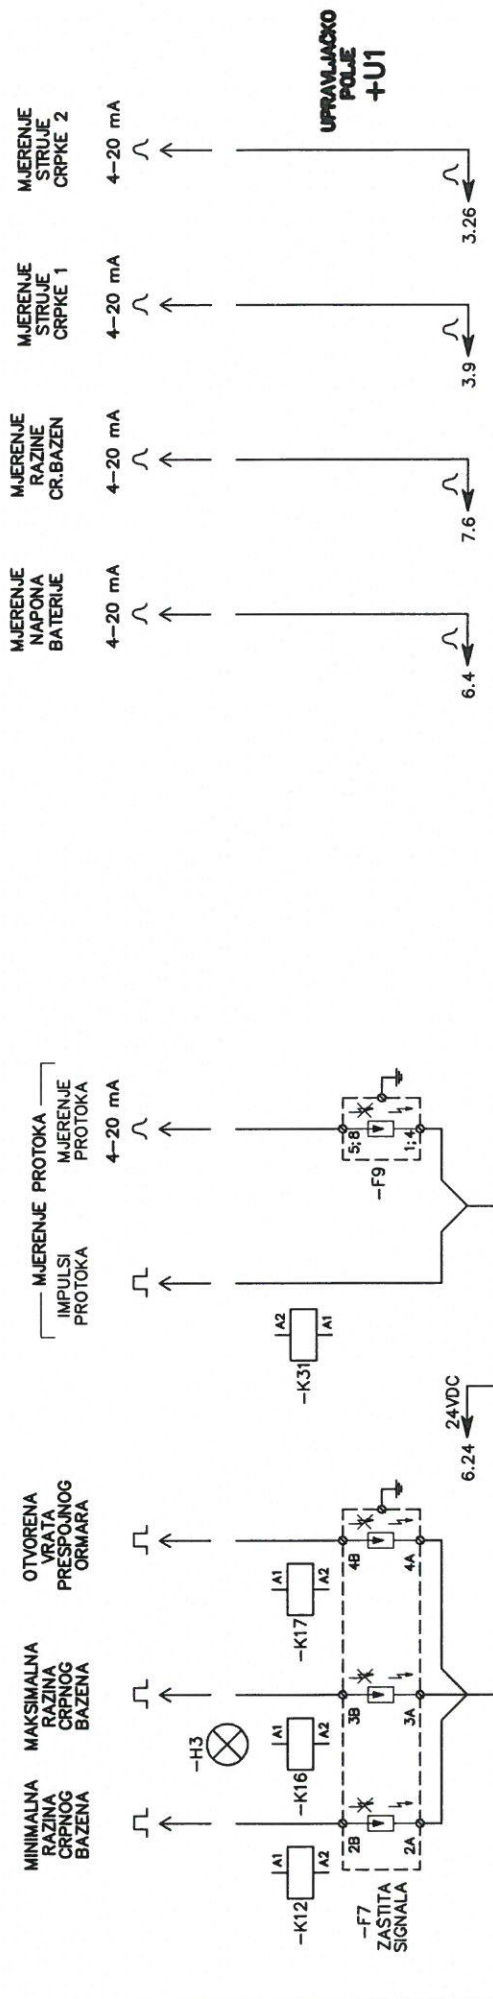 MINIMALNA
RAZINA
CRPNOG
BAZENA
MAKSIMALNA
RAZINA
CRPNOG
BAZENA
OTVORENA
VRATA
PRESPOJNOG
ORMARA
MJERENJE PROTOKA
IMPULSI
PROTOKA
MJERENJE
PROTOKA
4-20 mA
MJERENJE
NAPONA
BATERIJE
4-20 mA
MJERENJE
RAZINE
CR.BAZEN
4-20 mA
MJERENJE
STRUJE
CRPKE 1
4-20 mA
MJERENJE
STRUJE
CRPKE 2
4-20 mA
UPRAVLJAČKO
POLJE
+U1
-H3
-K12
A1
A2
-K16
A1
A2
-K17
A1
A2
-K31
A2
A1
-F7
ZAŠTITA
SIGNALA
2B
2A
3B
3A
4B
4A
-F9
5;8
1;4
24VDC
6.24
6.4
7.6
3.9
3.26